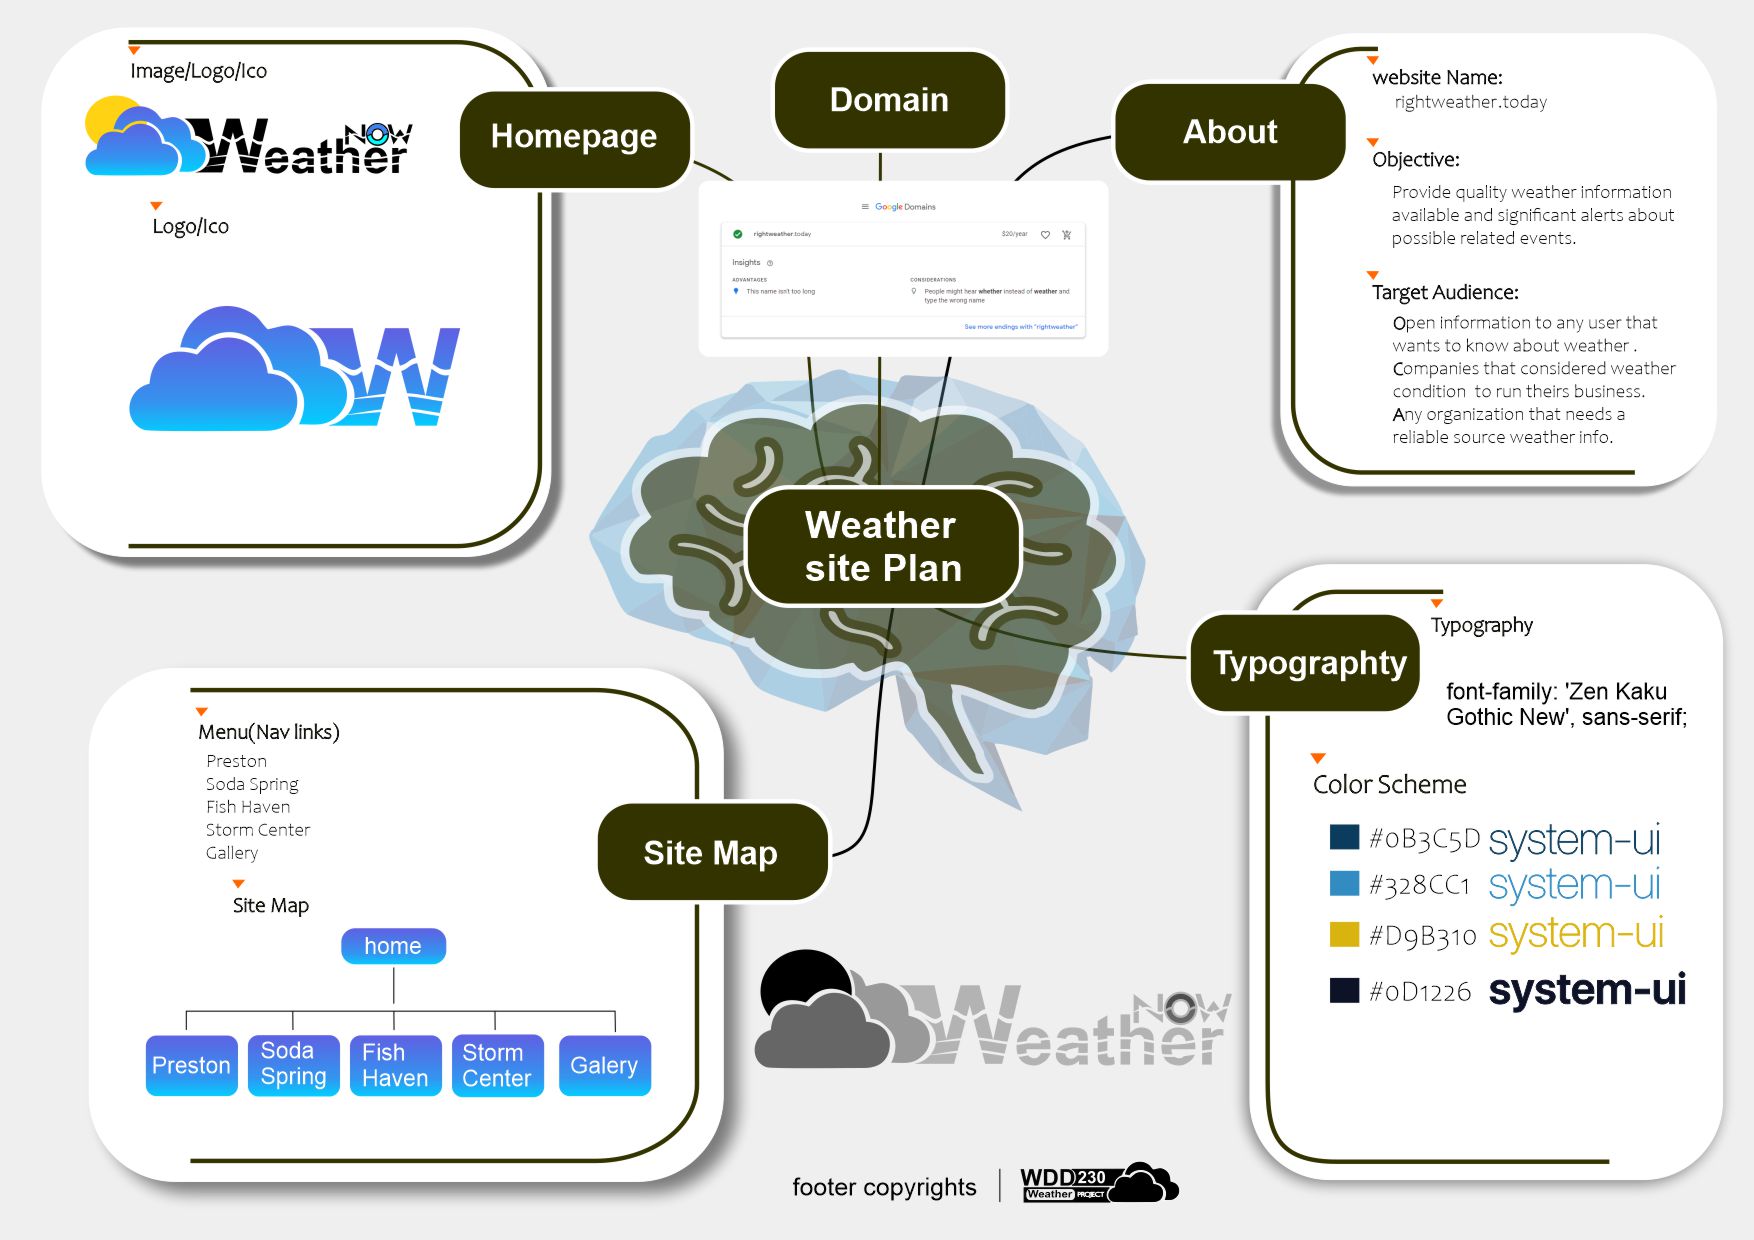 Image/Logo/Ico
Weather NOW
Logo/Ico
W
Homepage
Domain
About
Google Domains
rightweather.today
$20/year
Insights
ADVANTAGES
This name isn't too long
CONSIDERATIONS
People might hear whether instead of weather and
type the wrong name
See more endings with "rightweather"
website Name:
rightweather.today
Objective:
Provide quality weather information
available and significant alerts about
possible related events.
Target Audience:
Open information to any user that
wants to know about weather .
Companies that considered weather
condition to run theirs business.
Any organization that needs a
reliable source weather info.
Weather
site Plan
Typographty
Typography
font-family: 'Zen Kaku
Gothic New', sans-serif;
Color Scheme
#0B3C5D system-ui
#328CC1 system-ui
#D9B310 system-ui
#0D1226 system-ui
Menu(Nav links)
Preston
Soda Spring
Fish Haven
Storm Center
Gallery
Site Map
Site Map
home
Preston
Soda
Spring
Fish
Haven
Storm
Center
Galery
Weather NOW
footer copyrights
WDD 230
Weather PROJECT